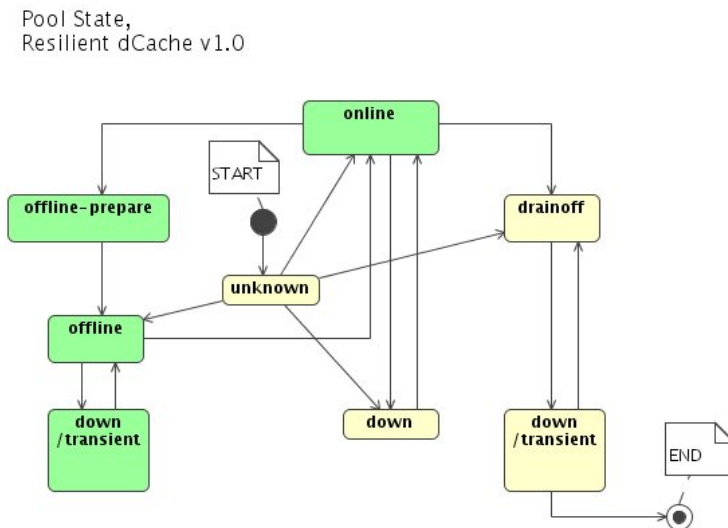 Pool State,
Resilient dCache v1.0
online
START
offline-prepare
drainoff
unknown
offline
down
/transient
down
down
/transient
END